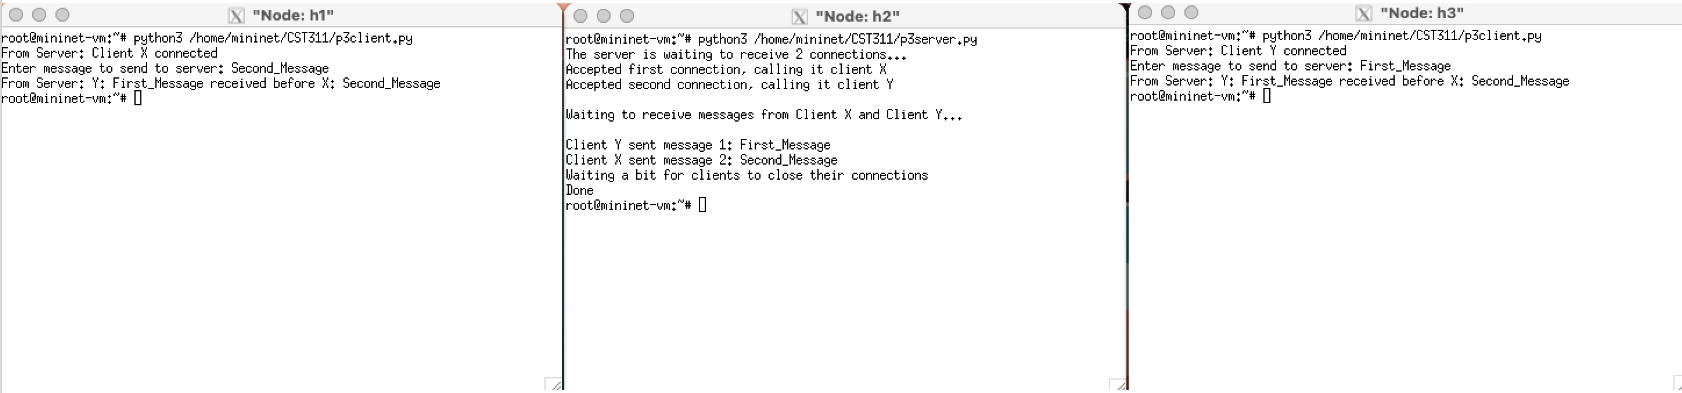 "Node: h1"
root@mininet-vm:~# python3 /home/mininet/CST311/p3client.py
From Server: Client X connected
Enter message to send to server: Second_Message
From Server: Y: First_Message received before X: Second_Message
root@mininet-vm:~#
"Node: h2"
root@mininet-vm:~# python3 /home/mininet/CST311/p3server.py
The server is waiting to receive 2 connections...
Accepted first connection, calling it client X
Accepted second connection, calling it client Y
Waiting to receive messages from Client X and Client Y...
Client Y sent message 1: First_Message
Client X sent message 2: Second_Message
Waiting a bit for clients to close their connections
Done
root@mininet-vm:~#
"Node: h3"
root@mininet-vm:~# python3 /home/mininet/CST311/p3client.py
From Server: Client Y connected
Enter message to send to server: First_Message
From Server: Y: First_Message received before X: Second_Message
root@mininet-vm:~#